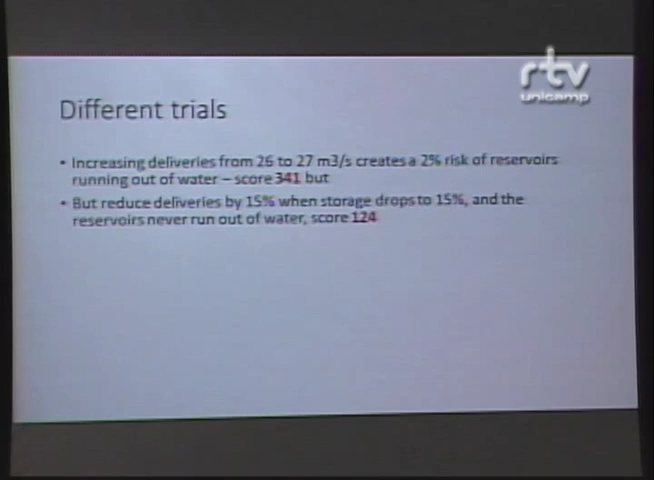 rtv
unicamp
Different trials
• Increasing deliveries from 26 to 27 m3/s creates a 2% risk of reservoirs
running out of water – score 341 but
• But reduce deliveries by 15% when storage drops to 15%, and the
reservoirs never run out of water, score 124